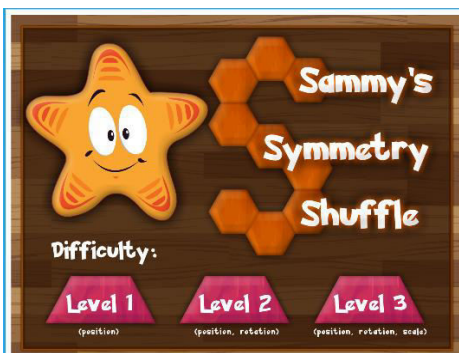 Sammy's
Symmetry
Shuffle
Difficulty:
Level 1 Level 2 Level 3
(position) (position, rotation) (position, rotation, scale)